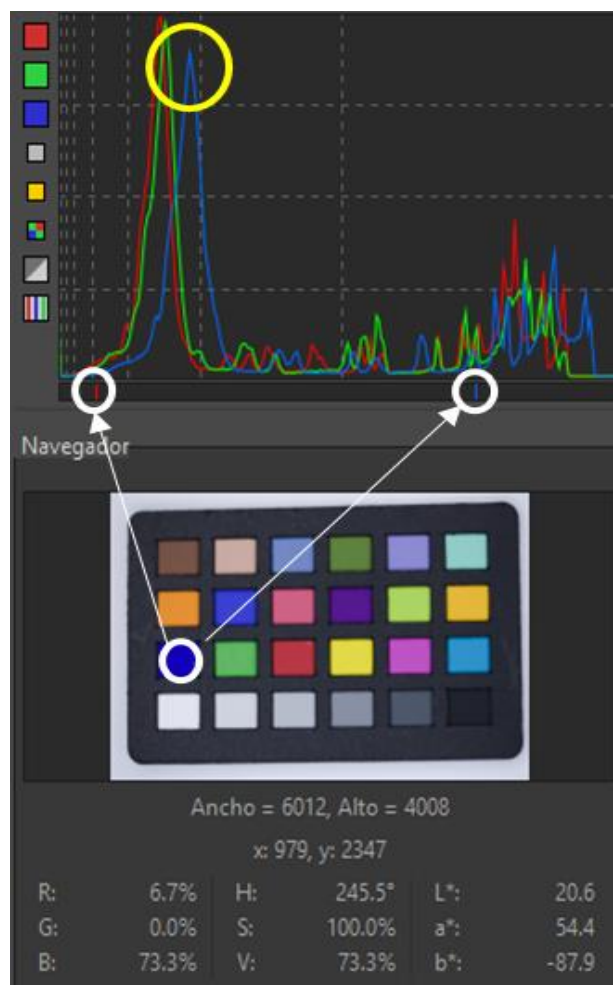 Navegador
Ancho = 6012, Alto = 4008
x: 979, y: 2347
R: 6.7% H: 245.5° L*: 20.6
G: 0.0% S: 100.0% a*: 54.4
B: 73.3% V: 73.3% b*: -87.9